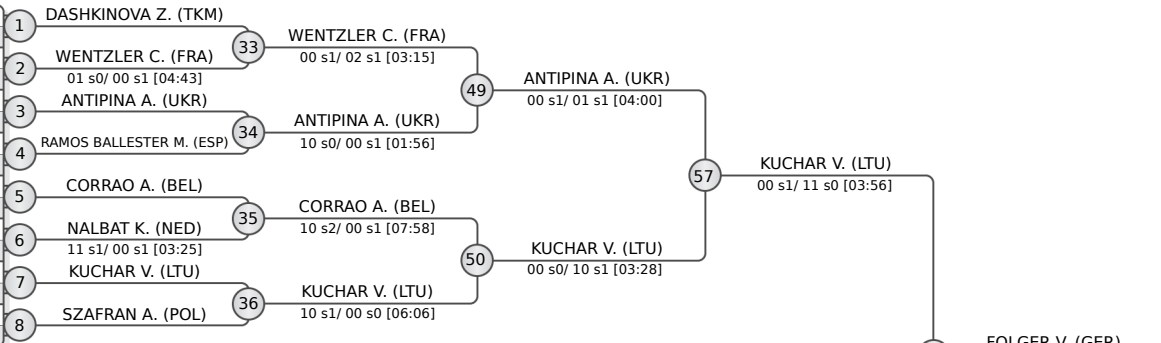 1
DASHKINOVA Z. (TKM)
2
WENTZLER C. (FRA)
01 s0/ 00 s1 [04:43]
33
WENTZLER C. (FRA)
00 s1/ 02 s1 [03:15]
3
ANTIPINA A. (UKR)
4
RAMOS BALLESTER M. (ESP)
34
ANTIPINA A. (UKR)
10 s0/ 00 s1 [01:56]
49
ANTIPINA A. (UKR)
00 s1/ 01 s1 [04:00]
5
CORRAO A. (BEL)
6
NALBAT K. (NED)
11 s1/ 00 s1 [03:25]
35
CORRAO A. (BEL)
10 s2/ 00 s1 [07:58]
7
KUCHAR V. (LTU)
8
SZAFRAN A. (POL)
36
KUCHAR V. (LTU)
10 s1/ 00 s0 [06:06]
50
KUCHAR V. (LTU)
00 s0/ 10 s1 [03:28]
57
KUCHAR V. (LTU)
00 s1/ 11 s0 [03:56]
FOLGER V. (GER)